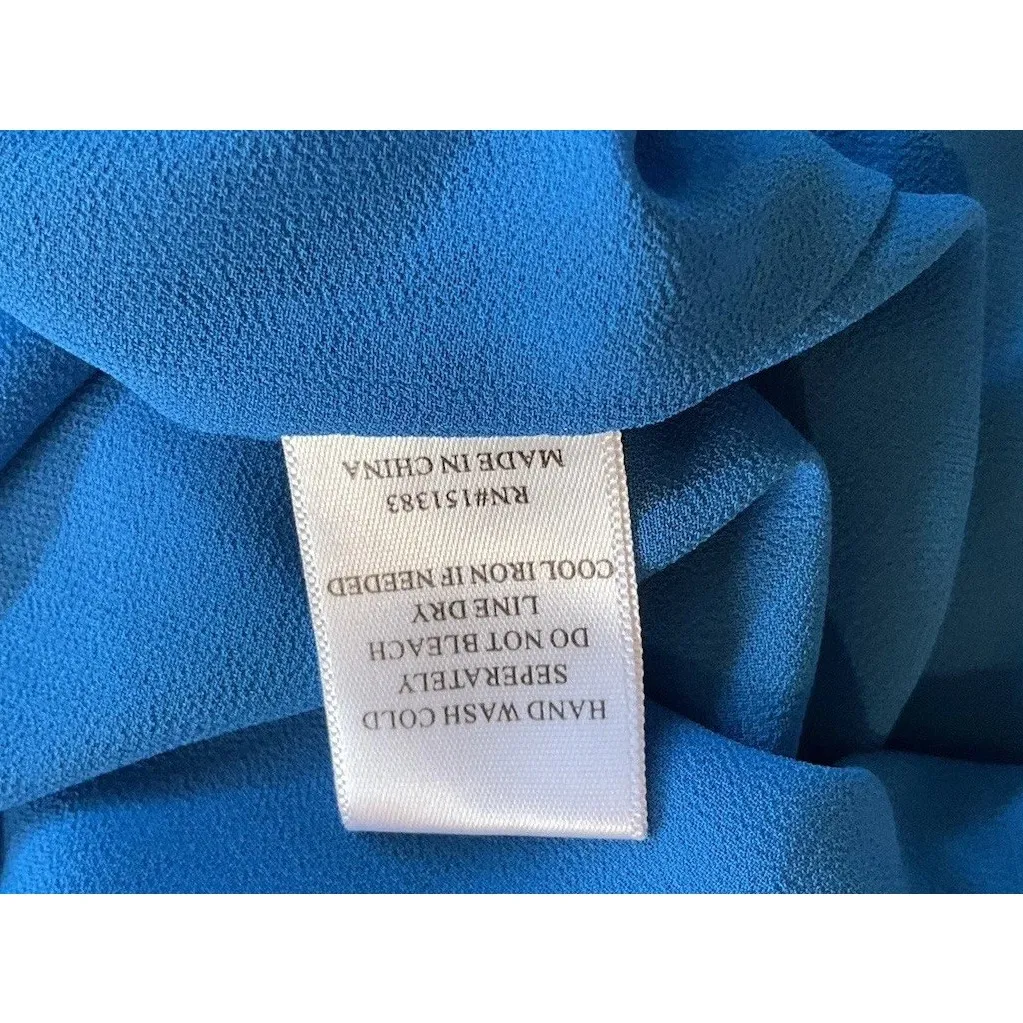 HAND WASH COLD
SEPERATELY
DO NOT BLEACH
LINE DRY
COOL IRON IF NEEDED
RN#151383
MADE IN CHINA